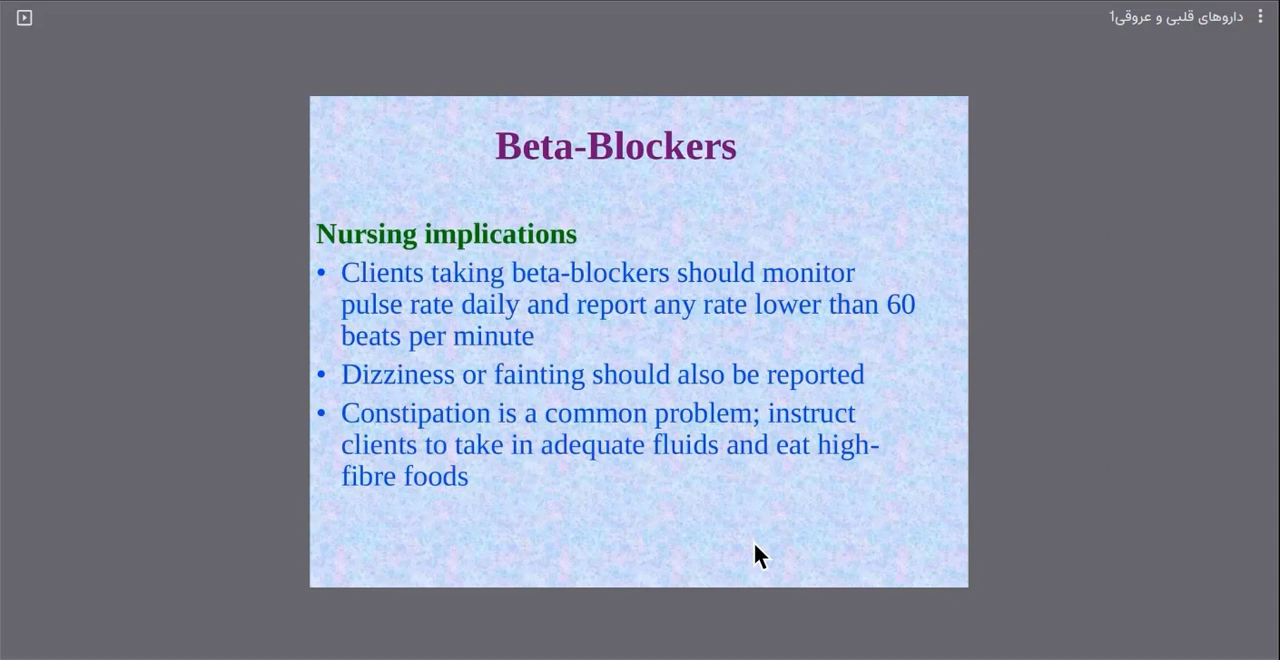 داروهای قلبی و عروقی1
Beta-Blockers
Nursing implications
• Clients taking beta-blockers should monitor
pulse rate daily and report any rate lower than 60
beats per minute
• Dizziness or fainting should also be reported
• Constipation is a common problem; instruct
clients to take in adequate fluids and eat high-
fibre foods